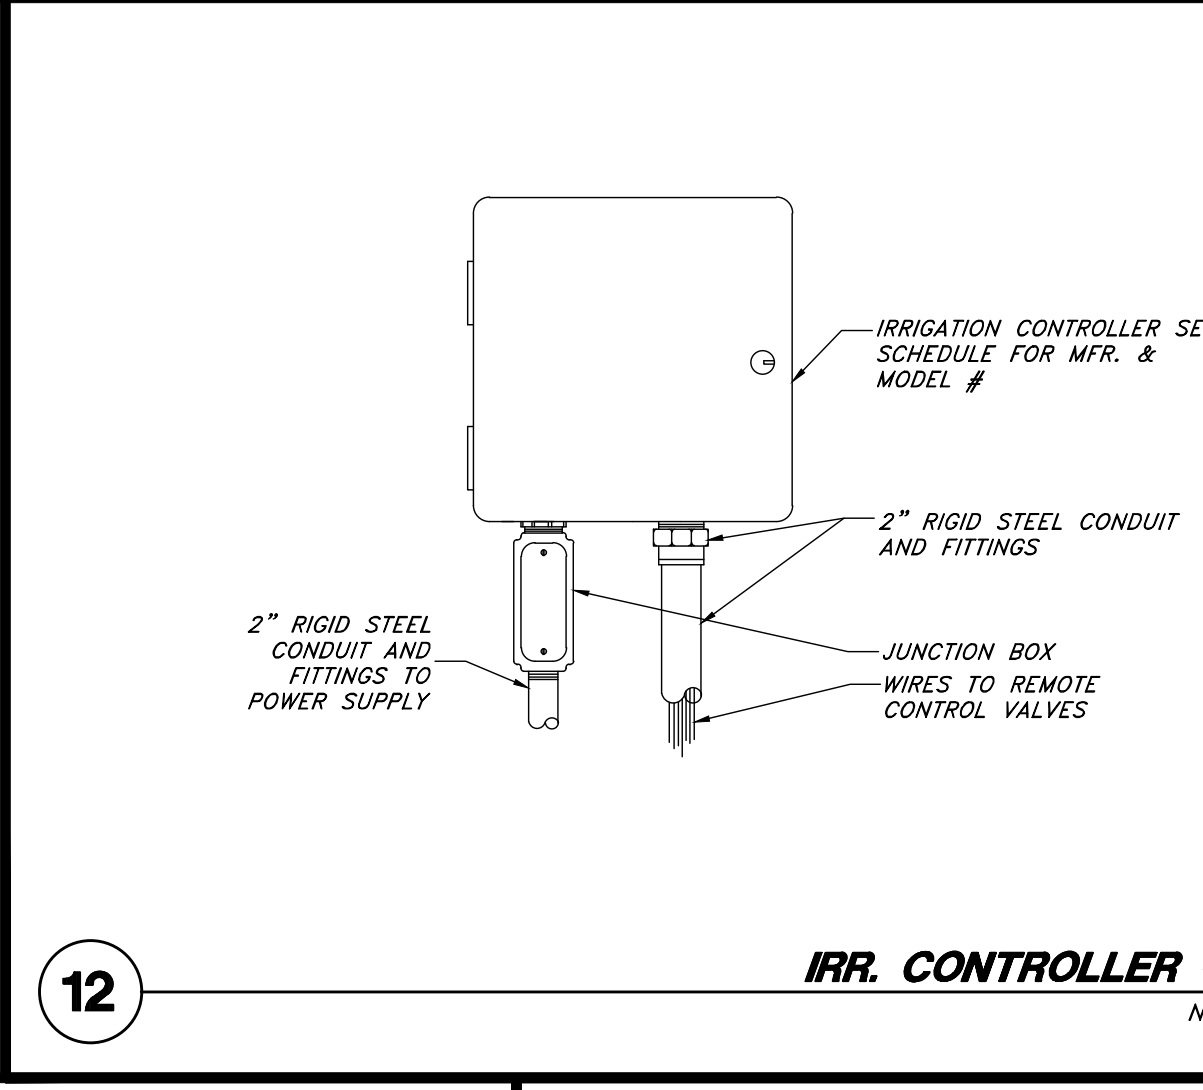 IRRIGATION CONTROLLER SE
SCHEDULE FOR MFR. &
MODEL #
2" RIGID STEEL CONDUIT
AND FITTINGS
2" RIGID STEEL
CONDUIT AND
FITTINGS TO
POWER SUPPLY
JUNCTION BOX
WIRES TO REMOTE
CONTROL VALVES
12
IRR. CONTROLLER
N